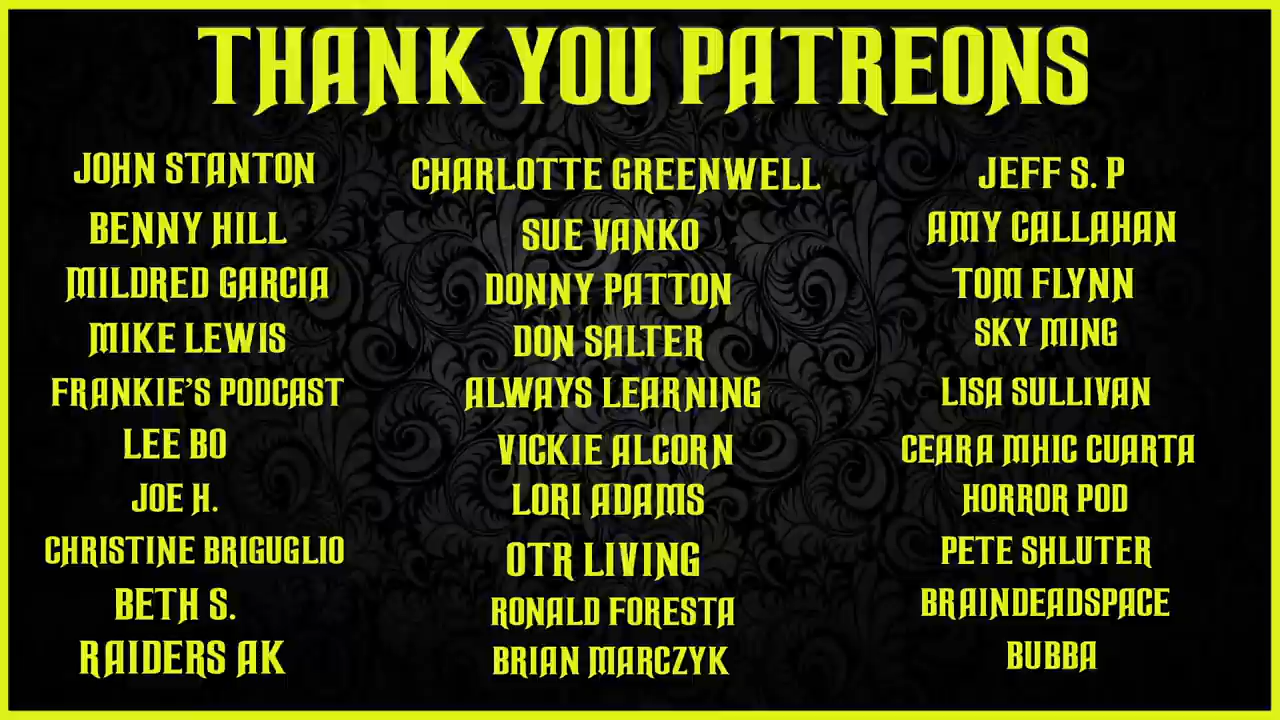 THANK YOU PATREONS
JOHN STANTON
BENNY HILL
MILDRED GARCIA
MIKE LEWIS
FRANKIE'S PODCAST
LEE BO
JOE H.
CHRISTINE BRIGUGLIO
BETH S.
RAIDERS AK
CHARLOTTE GREENWELL
SUE VANKO
DONNY PATTON
DON SALTER
ALWAYS LEARNING
VICKIE ALCORN
LORI ADAMS
OTR LIVING
RONALD FORESTA
BRIAN MARCZYK
JEFF S. P
AMY CALLAHAN
TOM FLYNN
SKY MING
LISA SULLIVAN
CEARA MHIC CUARTA
HORROR POD
PETE SHLUTER
BRAINDEADSPACE
BUBBA